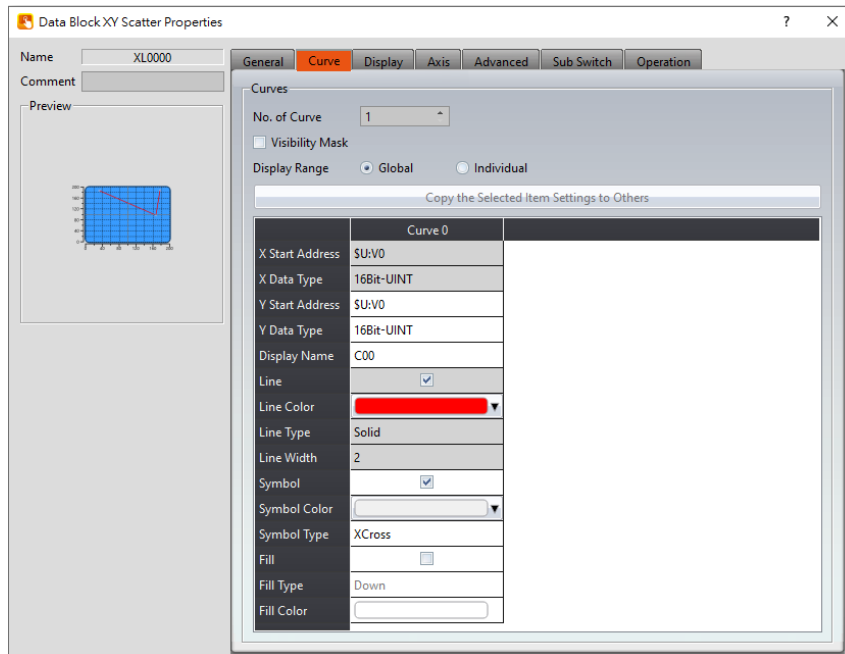 Data Block XY Scatter Properties
Name XL0000
Comment
Preview
General Curve Display Axis Advanced Sub Switch Operation
Curves
No. of Curve 1
Visibility Mask
Display Range Global Individual
Copy the Selected Item Settings to Others
Curve 0
X Start Address $U:V0
X Data Type 16Bit-UINT
Y Start Address $U:V0
Y Data Type 16Bit-UINT
Display Name C00
Line
Line Color
Line Type Solid
Line Width 2
Symbol
Symbol Color
Symbol Type XCross
Fill
Fill Type Down
Fill Color